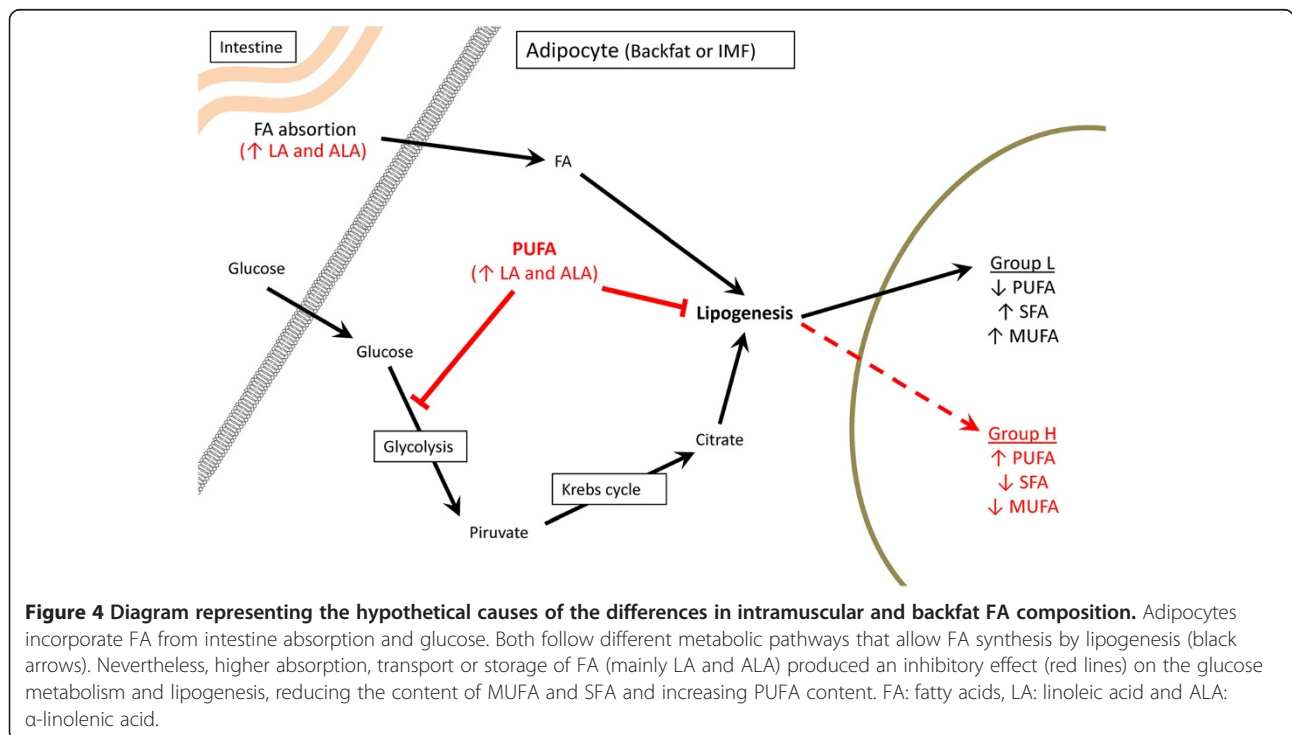 Intestine
Adipocyte (Backfat or IMF)
FA absortion
(↑ LA and ALA)
FA
PUFA
(↑ LA and ALA)
Glucose
Glucose
Lipogenesis
Glycolysis
Citrate
Krebs cycle
Piruvate
Group L
↓ PUFA
↑ SFA
↑ MUFA
Group H
↑ PUFA
↓ SFA
↓ MUFA
Figure 4 Diagram representing the hypothetical causes of the differences in intramuscular and backfat FA composition. Adipocytes
incorporate FA from intestine absorption and glucose. Both follow different metabolic pathways that allow FA synthesis by lipogenesis (black
arrows). Nevertheless, higher absorption, transport or storage of FA (mainly LA and ALA) produced an inhibitory effect (red lines) on the glucose
metabolism and lipogenesis, reducing the content of MUFA and SFA and increasing PUFA content. FA: fatty acids, LA: linoleic acid and ALA:
α-linolenic acid.